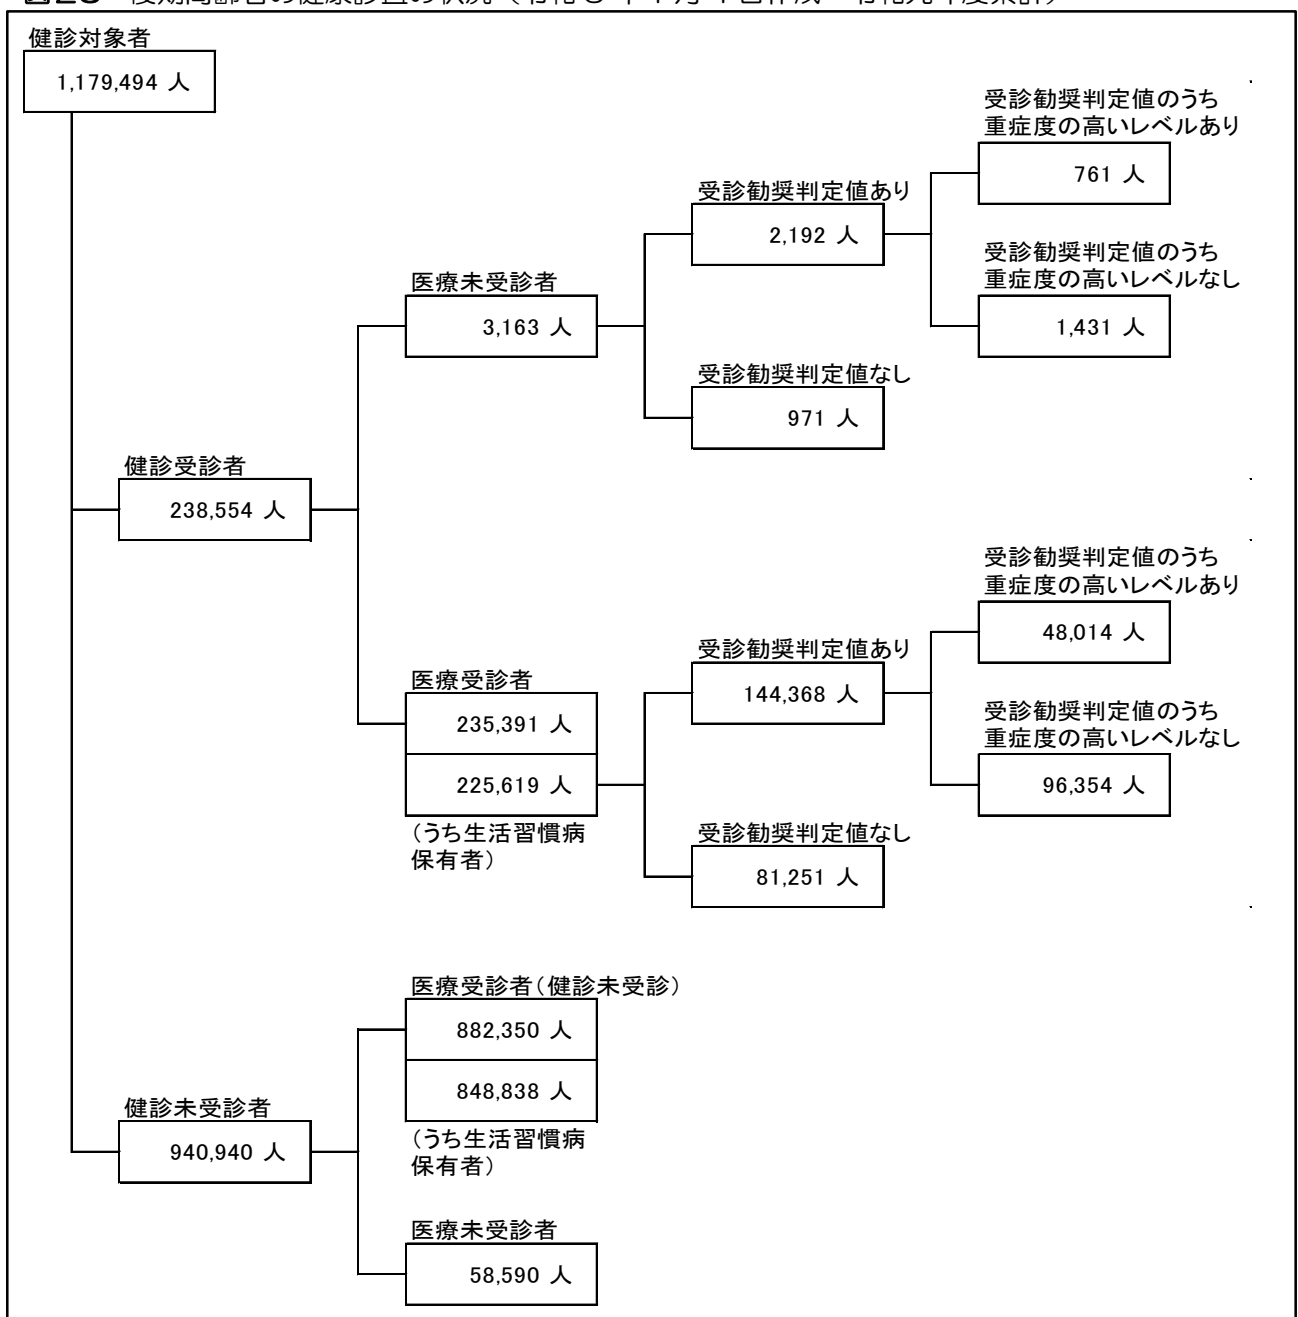 健診対象者
1,179,494 人
受診勧奨判定値のうち
重症度の高いレベルあり
761 人
受診勧奨判定値あり
2,192 人
受診勧奨判定値のうち
重症度の高いレベルなし
1,431 人
医療未受診者
3,163 人
受診勧奨判定値なし
971 人
健診受診者
238,554 人
受診勧奨判定値のうち
重症度の高いレベルあり
48,014 人
受診勧奨判定値あり
144,368 人
医療受診者
235,391 人
225,619 人
(うち生活習慣病
保有者)
受診勧奨判定値のうち
重症度の高いレベルなし
96,354 人
受診勧奨判定値なし
81,251 人
医療受診者(健診未受診)
882,350 人
848,838 人
(うち生活習慣病
保有者)
健診未受診者
940,940 人
医療未受診者
58,590 人